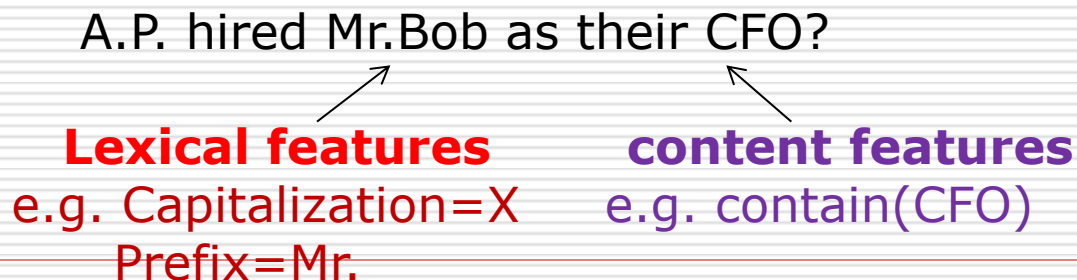 A.P. hired Mr.Bob as their CFO?
Lexical features content features
e.g. Capitalization=X e.g. contain(CFO)
Prefix=Mr.